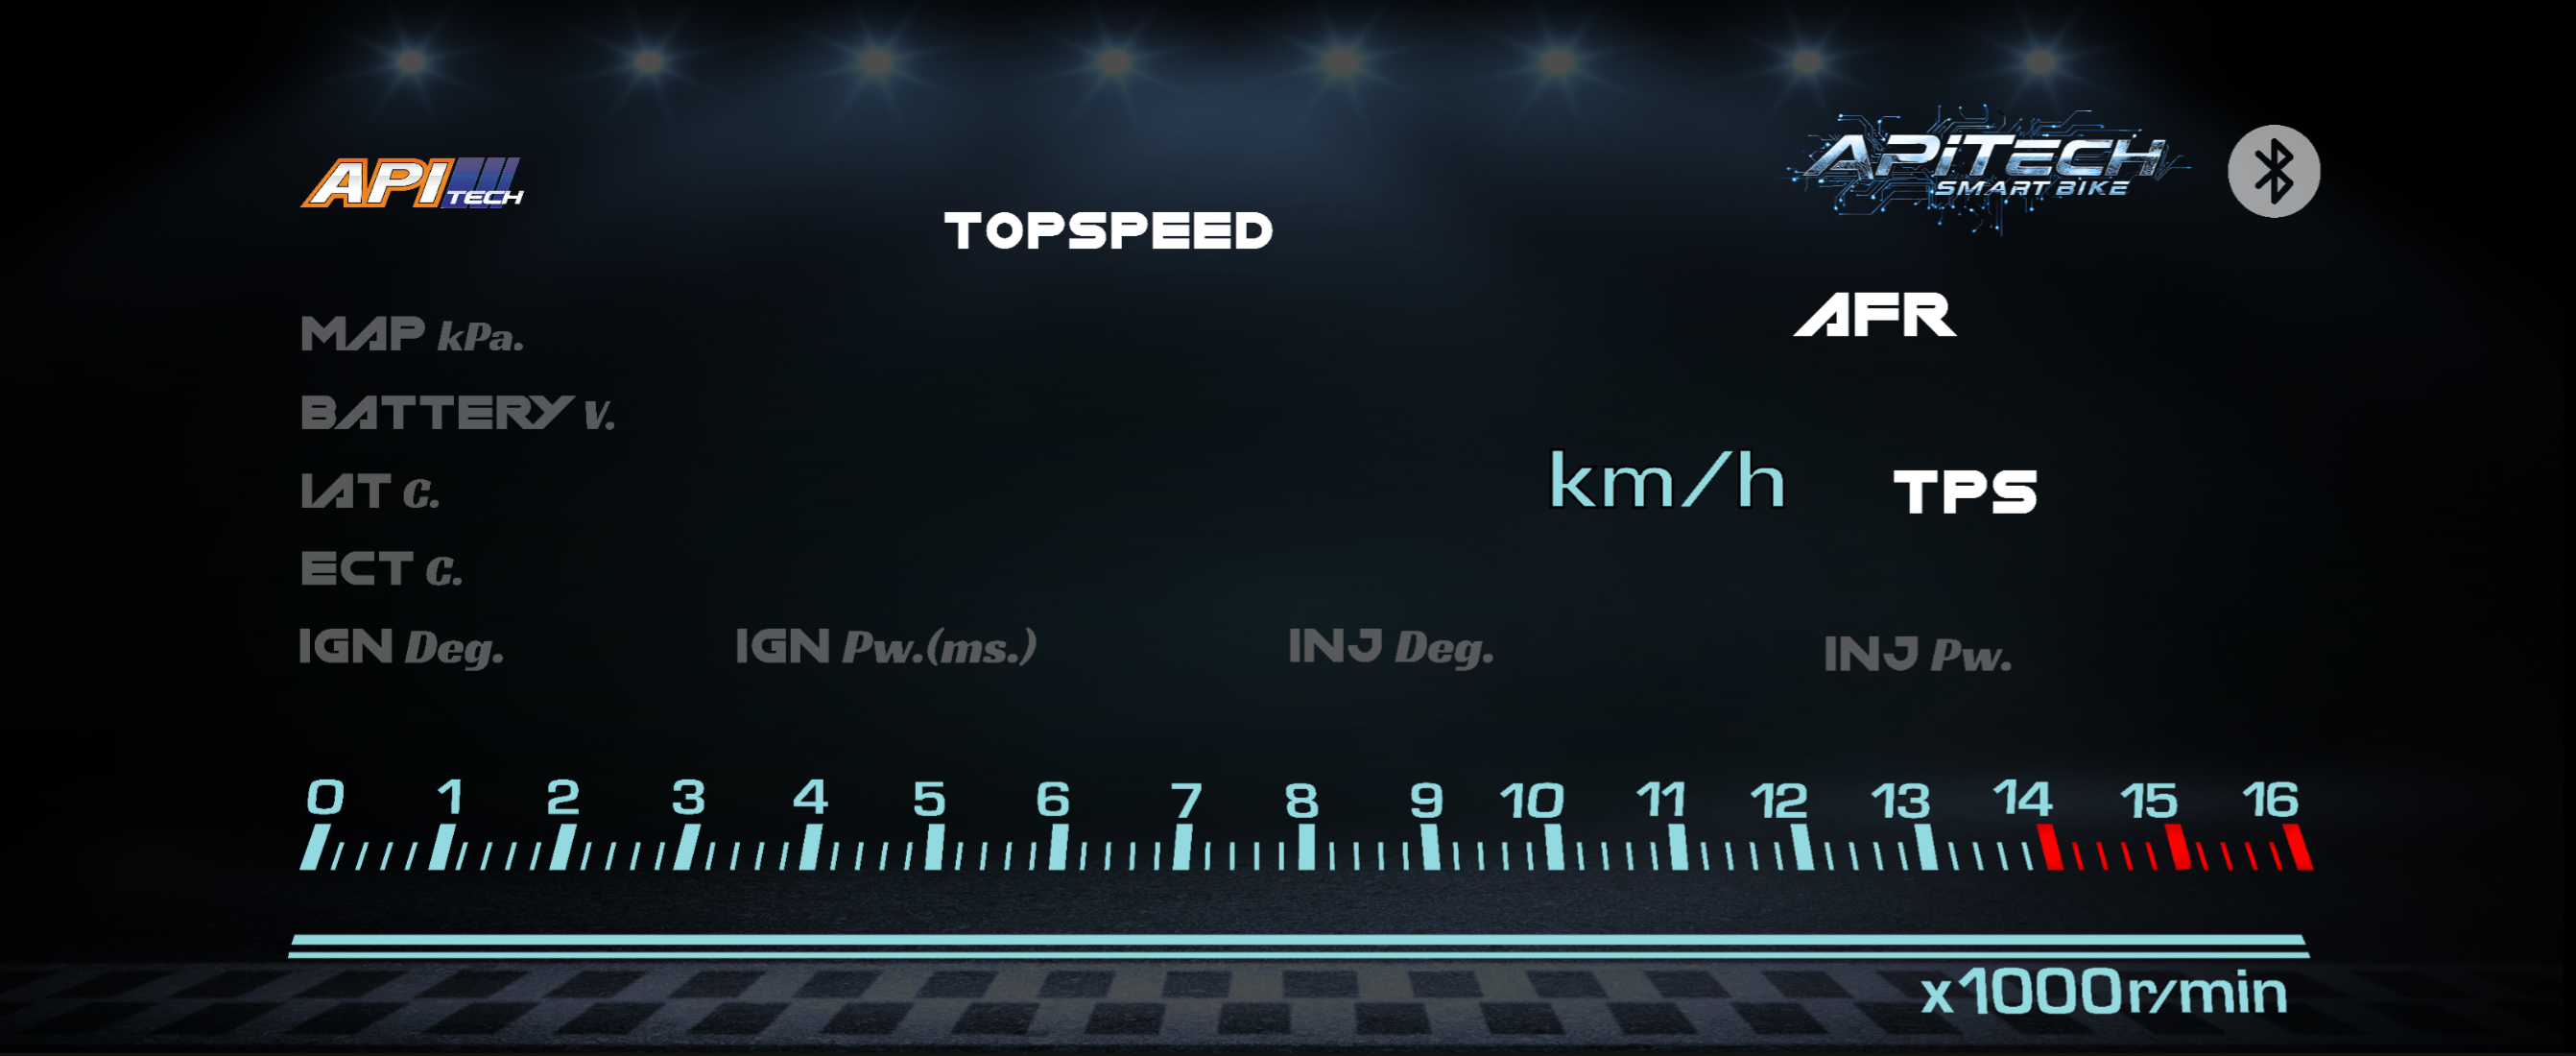 API TECH
APiTECH
SMART BIKE
TOPSPEED
AFR
MAP kPa.
BATTERY V.
IAT C.
km/h
TPS
ECT C.
IGN Deg.
IGN Pw.(ms.)
INJ Deg.
INJ Pw.
0 1 2 3 4 5 6 7 8 9 10 11 12 13 14 15 16
x1000r/min